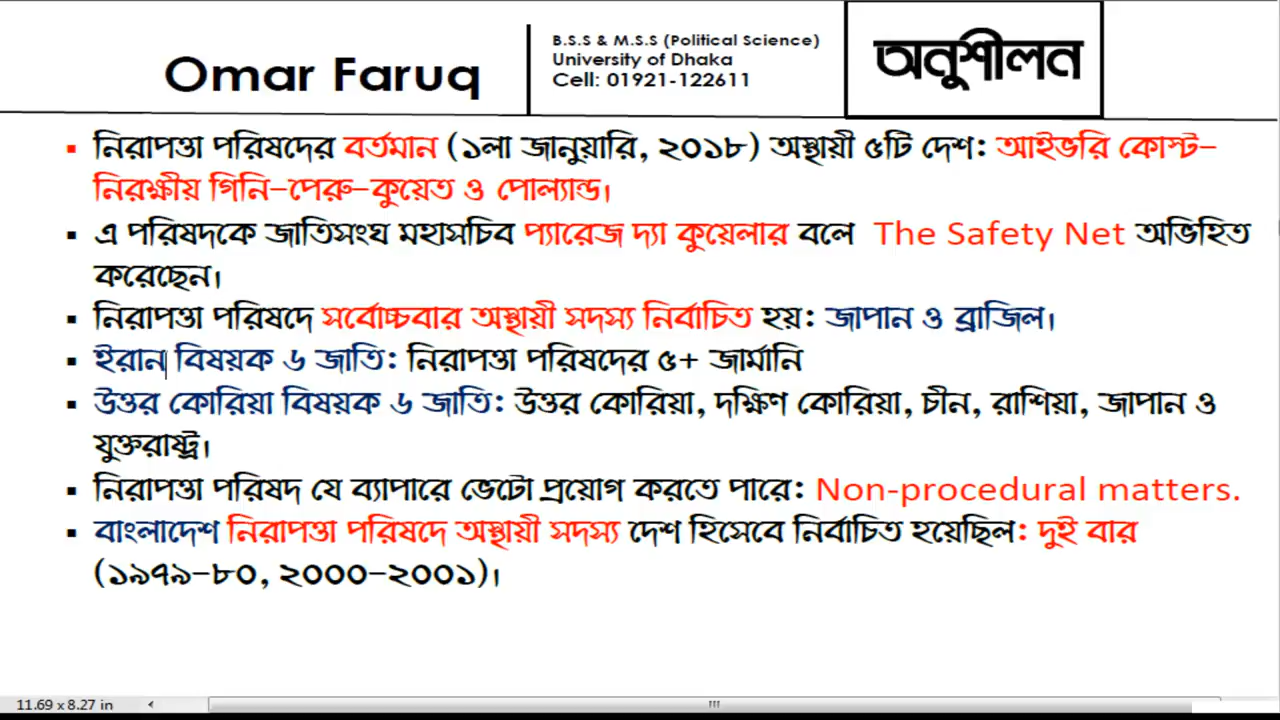 Omar Faruq
B.S.S & M.S.S (Political Science)
University of Dhaka
Cell: 01921-122611
অনুশীলন
▪ নিরাপত্তা পরিষদের বর্তমান (১লা জানুয়ারি, ২০১৮) অস্থায়ী ৫টি দেশ: আইভরি কোস্ট-
নিরক্ষীয় গিনি-পেরু-কুয়েত ও পোল্যান্ড।
▪ এ পরিষদকে জাতিসংঘ মহাসচিব প্যারেজ দ্যা কুয়েলার বলে The Safety Net অভিহিত
করেছেন।
▪ নিরাপত্তা পরিষদে সর্বোচ্চবার অস্থায়ী সদস্য নির্বাচিত হয়: জাপান ও ব্রাজিল।
▪ ইরান বিষয়ক ৬ জাতি: নিরাপত্তা পরিষদের ৫+ জার্মানি
▪ উত্তর কোরিয়া বিষয়ক ৬ জাতি: উত্তর কোরিয়া, দক্ষিণ কোরিয়া, চীন, রাশিয়া, জাপান ও
যুক্তরাষ্ট্র।
▪ নিরাপত্তা পরিষদ যে ব্যাপারে ভেটো প্রয়োগ করতে পারে: Non-procedural matters.
▪ বাংলাদেশ নিরাপত্তা পরিষদে অস্থায়ী সদস্য দেশ হিসেবে নির্বাচিত হয়েছিল: দুই বার
(১৯৭৯-৮০, ২০০০-২০০১)।
11.69 x 8.27 in